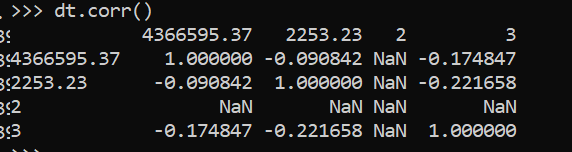 >>> dt.corr()
4366595.37 2253.23 2 3
4366595.37 1.000000 -0.090842 NaN -0.174847
2253.23 -0.090842 1.000000 NaN -0.221658
2 NaN NaN NaN NaN
3 -0.174847 -0.221658 NaN 1.000000
>>>